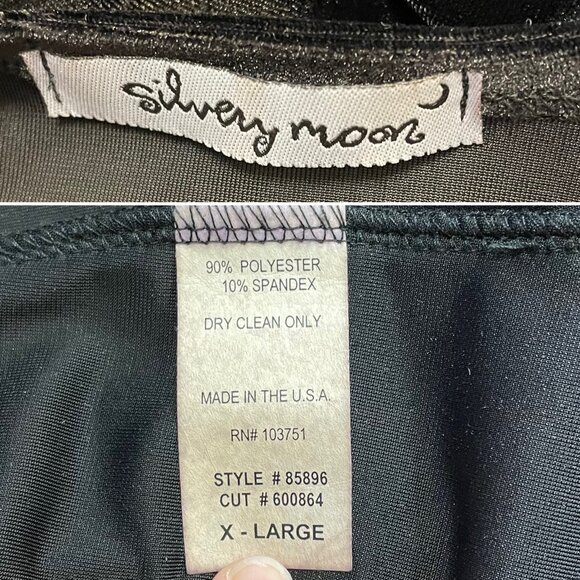 silvery moon
90% POLYESTER
10% SPANDEX
DRY CLEAN ONLY
MADE IN THE U.S.A.
RN# 103751
STYLE # 85896
CUT # 600864
X - LARGE